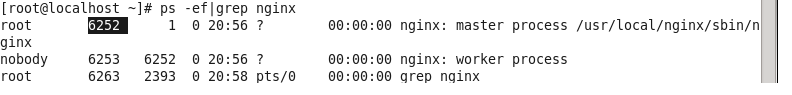 [root@localhost ~]# ps -ef|grep nginx
root       6252     1  0 20:56 ?        00:00:00 nginx: master process /usr/local/nginx/sbin/n
ginx
nobody     6253  6252  0 20:56 ?        00:00:00 nginx: worker process
root       6263  2393  0 20:58 pts/0    00:00:00 grep nginx